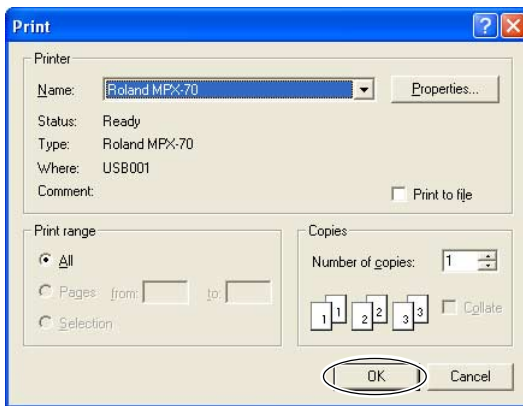 Print
Printer
Name: Roland MPX-70 Properties...
Status: Ready
Type: Roland MPX-70
Where: USB001
Comment: Print to file
Print range
All
Pages from: to:
Selection
Copies
Number of copies: 1
1 1 2 2 3 3 Collate
OK Cancel